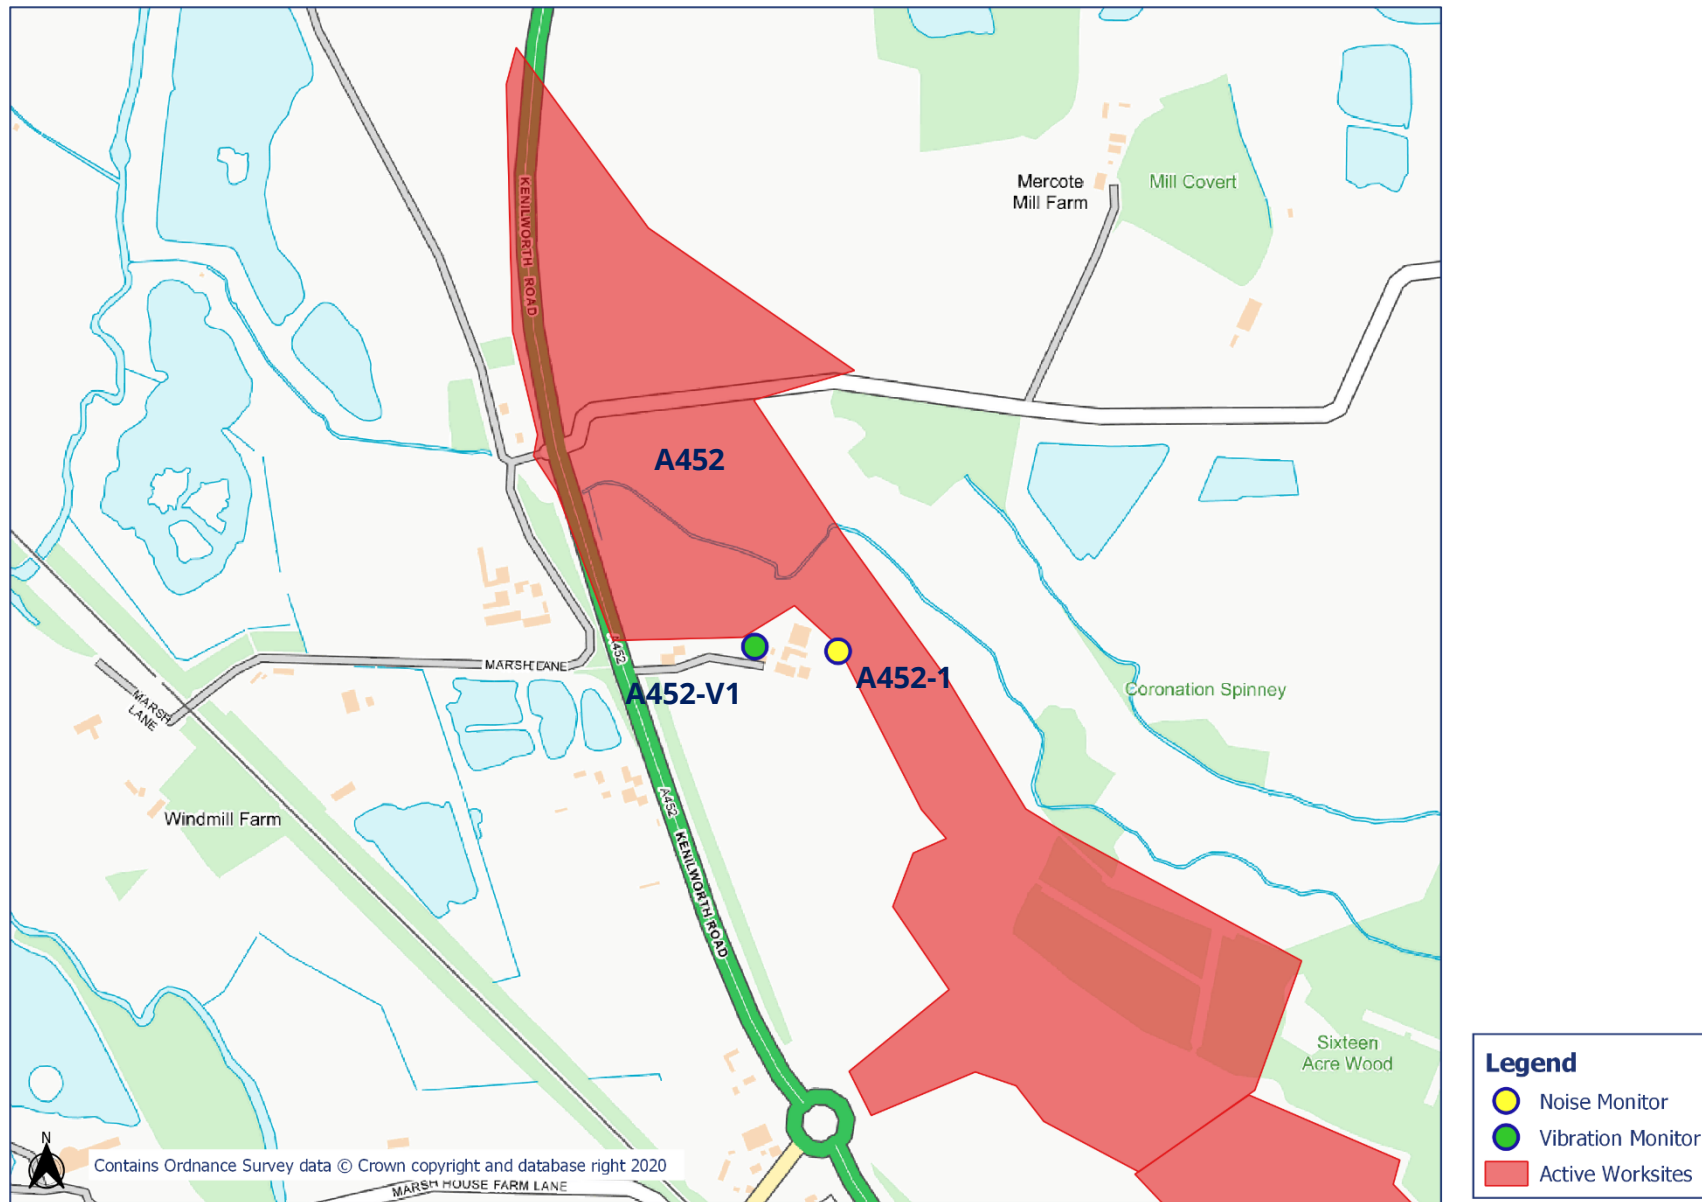 KENILWORTH ROAD
Mercote
Mill Farm
Mill Covert
A452
A452
MARSH LANE
A452-1
A452-V1
Coronation Spinney
MARSH
LANE
Windmill Farm
A452
KENILWORTH ROAD
Sixteen
Acre Wood
Legend
Noise Monitor
Vibration Monitor
Active Worksites
N
Contains Ordnance Survey data © Crown copyright and database right 2020
MARSH HOUSE FARM LANE